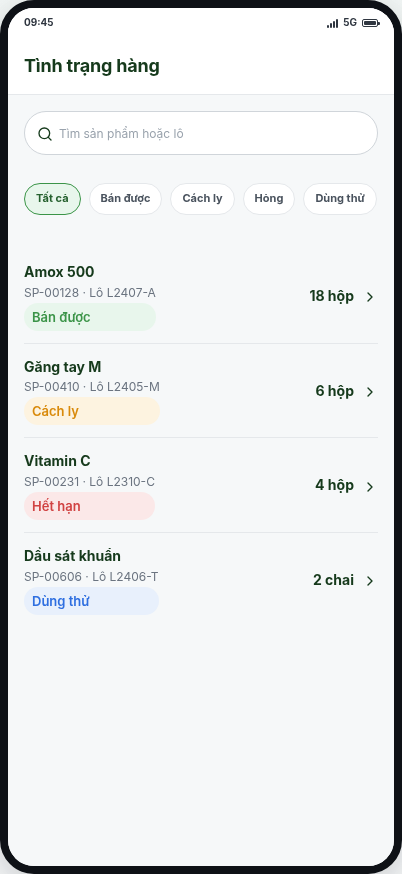 09:45 5G
Tình trạng hàng
Tìm sản phẩm hoặc lô
Tất cả Bán được Cách ly Hỏng Dùng thử
Amox 500
SP-00128 · Lô L2407-A
Bán được
18 hộp
Găng tay M
SP-00410 · Lô L2405-M
Cách ly
6 hộp
Vitamin C
SP-00231 · Lô L2310-C
Hết hạn
4 hộp
Dầu sát khuẩn
SP-00606 · Lô L2406-T
Dùng thử
2 chai